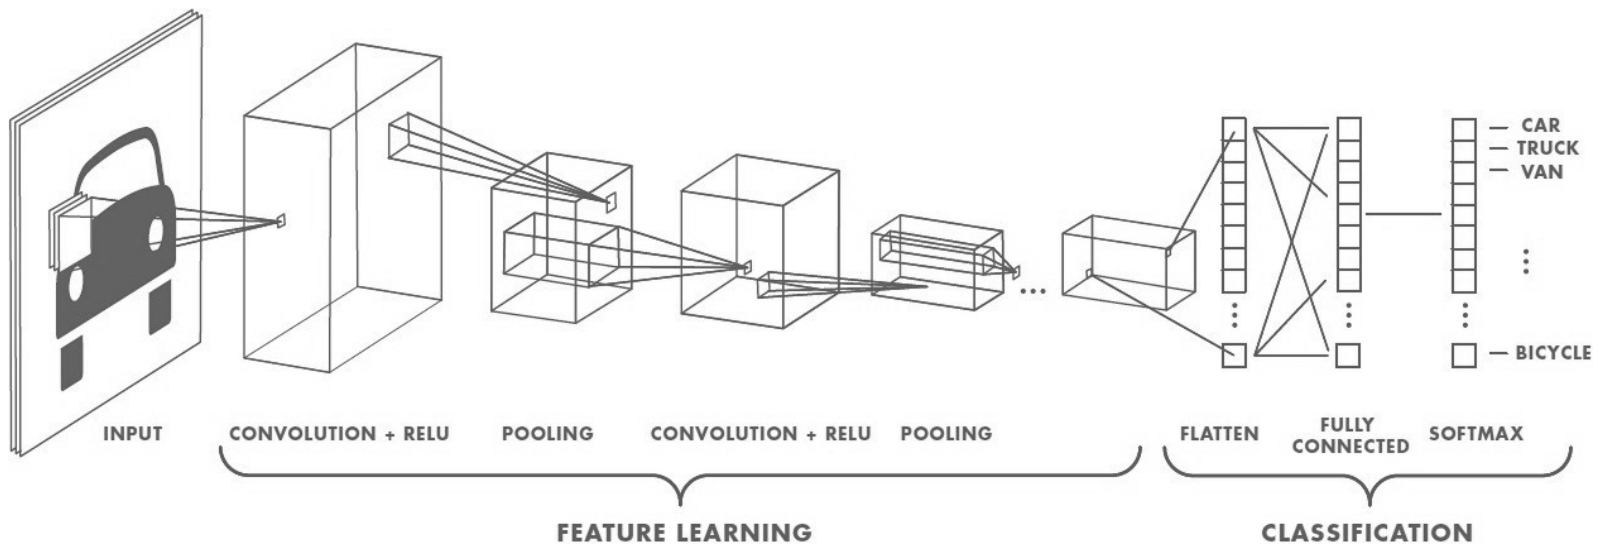 CAR
TRUCK
VAN
BICYCLE
INPUT
CONVOLUTION + RELU
POOLING
CONVOLUTION + RELU
POOLING
FLATTEN
FULLY
CONNECTED
SOFTMAX
FEATURE LEARNING
CLASSIFICATION